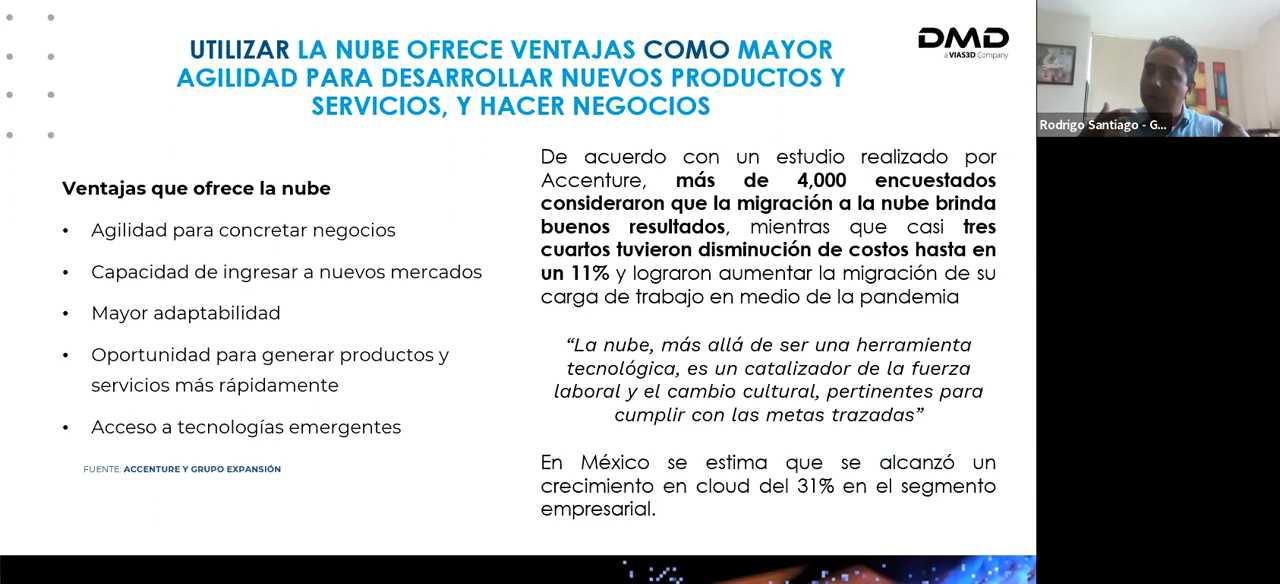 UTILIZAR LA NUBE OFRECE VENTAJAS COMO MAYOR
AGILIDAD PARA DESARROLLAR NUEVOS PRODUCTOS Y
SERVICIOS, Y HACER NEGOCIOS
DMD
a VIAS3D Company
Rodrigo Santiago - G...
Ventajas que ofrece la nube
• Agilidad para concretar negocios
• Capacidad de ingresar a nuevos mercados
• Mayor adaptabilidad
• Oportunidad para generar productos y
servicios más rápidamente
• Acceso a tecnologías emergentes
FUENTE: ACCENTURE Y GRUPO EXPANSIÓN
De acuerdo con un estudio realizado por
Accenture, más de 4,000 encuestados
consideraron que la migración a la nube brinda
buenos resultados, mientras que casi tres
cuartos tuvieron disminución de costos hasta en
un 11% y lograron aumentar la migración de su
carga de trabajo en medio de la pandemia
“La nube, más allá de ser una herramienta
tecnológica, es un catalizador de la fuerza
laboral y el cambio cultural, pertinentes para
cumplir con las metas trazadas”
En México se estima que se alcanzó un
crecimiento en cloud del 31% en el segmento
empresarial.